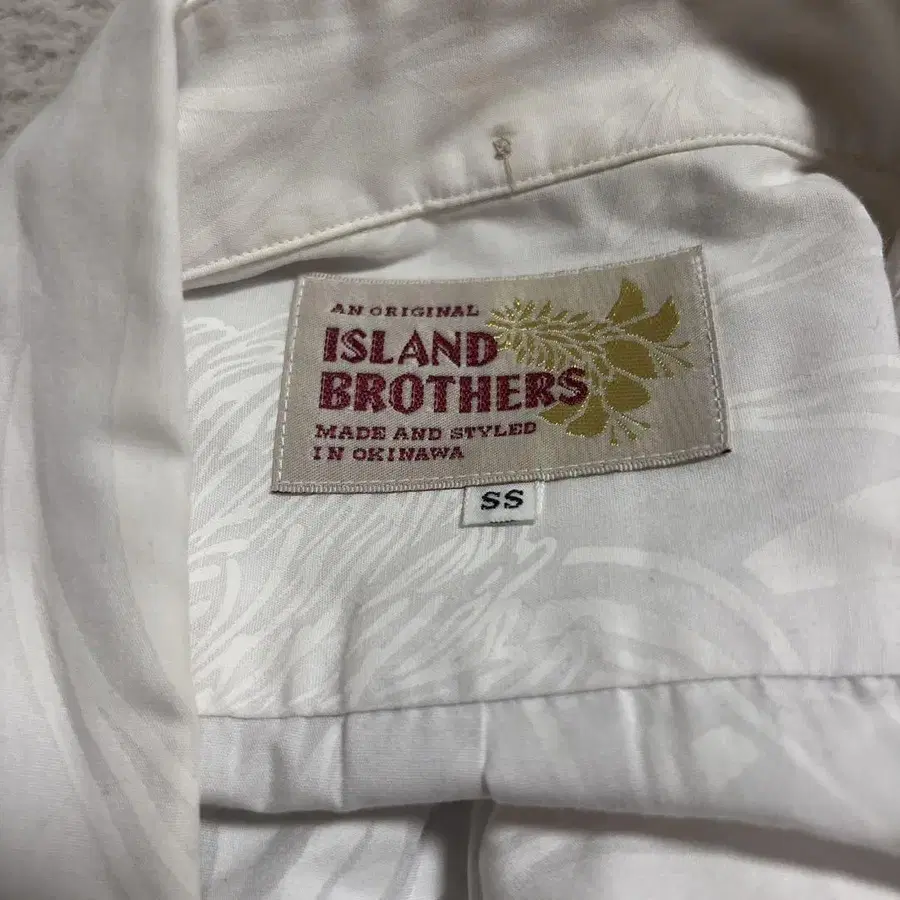 AN ORIGINAL
ISLAND
BROTHERS
MADE AND STYLED
IN OKINAWA
SS